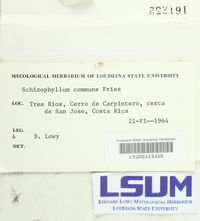 161252
MYCOLOGICAL HERBARIUM OF LOUISIANA STATE UNIVERSITY
Schizophyllum commune Fries
LOC. Tres Rios, Cerro de Carpintero, cerca
de San Jose, Costa Rica
21-VI--1964
LEG.
& B. Lowy
DET.
Louisiana State University Herbarium
LSU00153350
LSUM
BERNARD LOWY MYCOLOGICAL HERBARIUM
LOUISIANA STATE UNIVERSITY